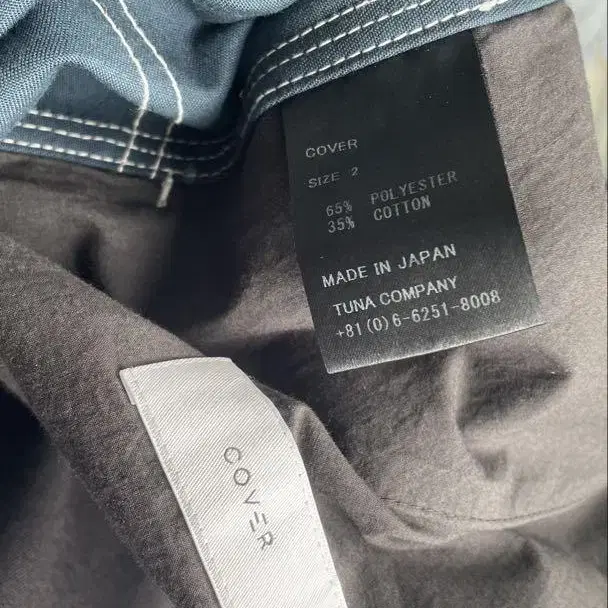 COVER
SIZE 2
65% POLYESTER
35% COTTON
MADE IN JAPAN
TUNA COMPANY
+81(0)6-6251-8008
COVER